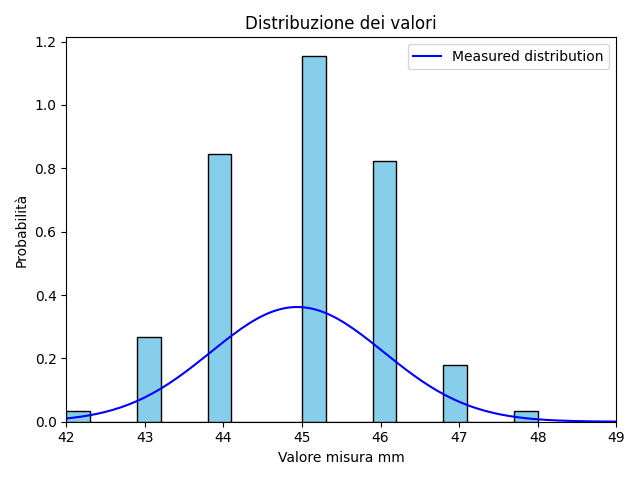 Distribuzione dei valori
Measured distribution
Probabilità
1.2
1.0
0.8
0.6
0.4
0.2
0.0
42 43 44 45 46 47 48 49
Valore misura mm